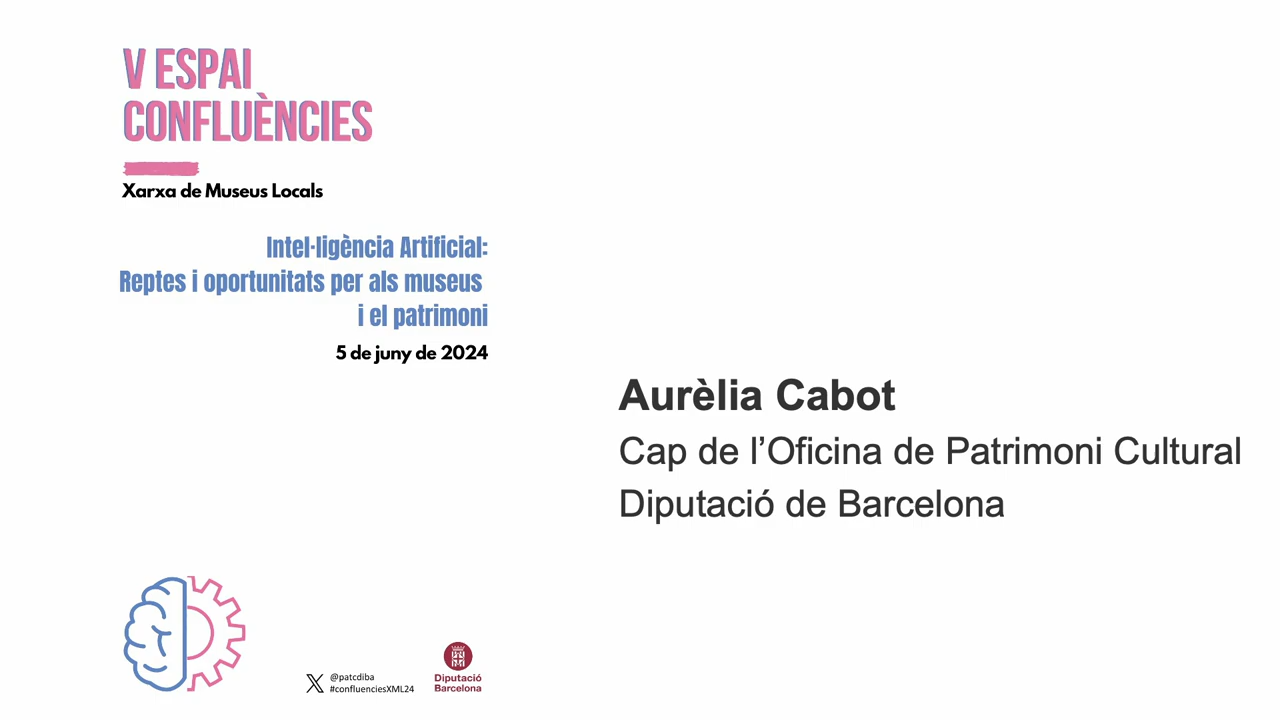 V ESPAI
CONFLUÈNCIES
Xarxa de Museus Locals
Intel·ligència Artificial:
Reptes i oportunitats per als museus
i el patrimoni
5 de juny de 2024
Aurèlia Cabot
Cap de l’Oficina de Patrimoni Cultural
Diputació de Barcelona
@patcdiba
#confluenciesXML24
Diputació
Barcelona